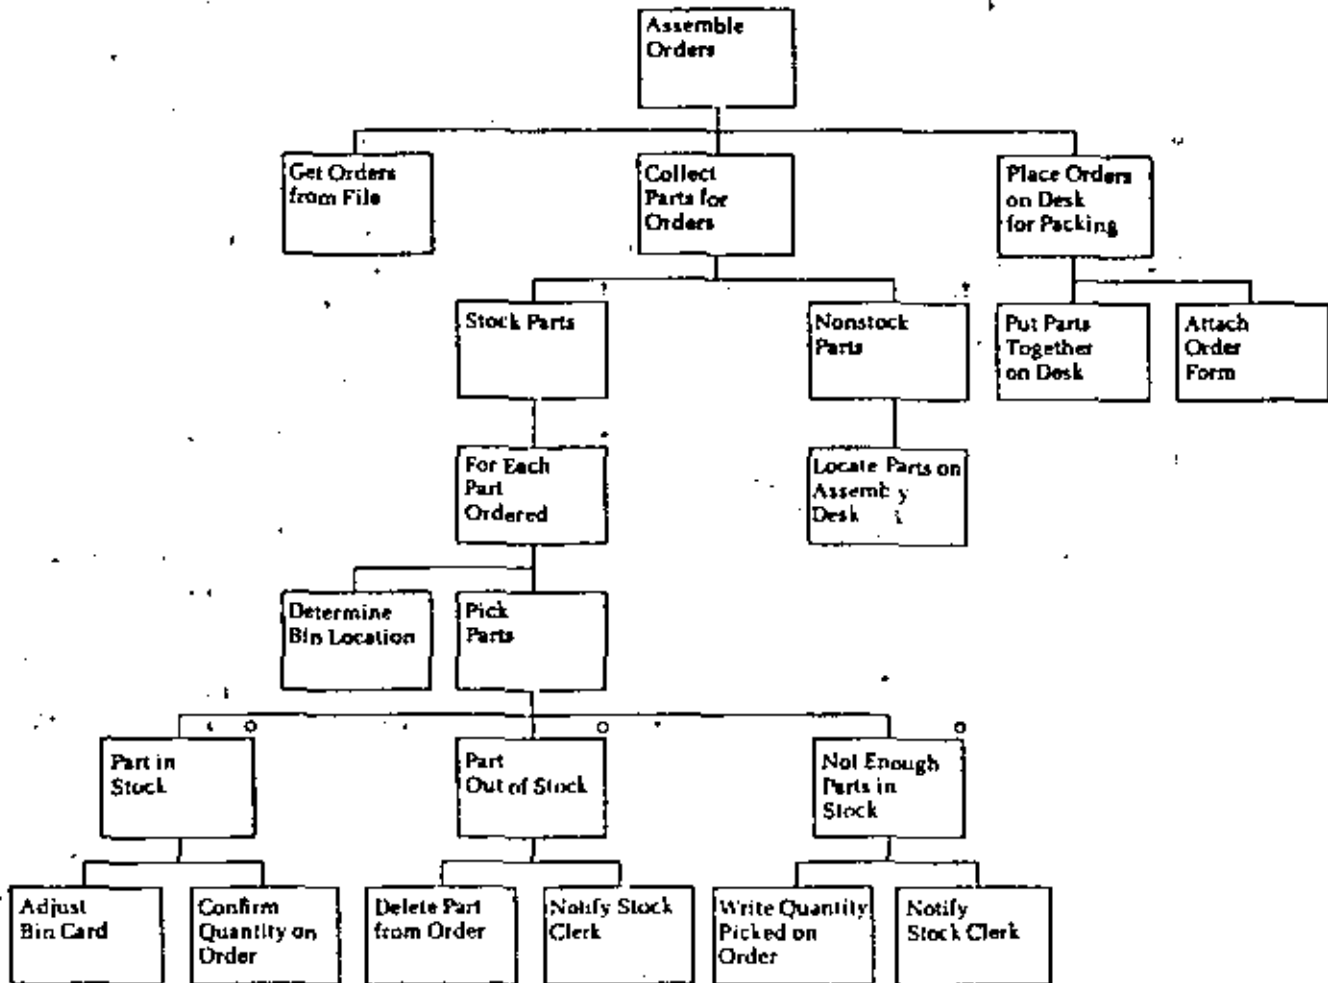 Assemble
Orders
Get Orders
from File
Collect
Parts for
Orders
Place Orders
on Desk
for Packing
Stock Parts
Nonstock
Parts
Put Parts
Together
on Desk
Attach
Order
Form
For Each
Part
Ordered
Locate Parts on
Assembly
Desk
Determine
Bin Location
Pick
Parts
Part in
Stock
Part
Out of Stock
Not Enough
Parts in
Stock
Adjust
Bin Card
Confirm
Quantity on
Order
Delete Part
from Order
Notify Stock
Clerk
Write Quantity
Picked on
Order
Notify
Stock Clerk